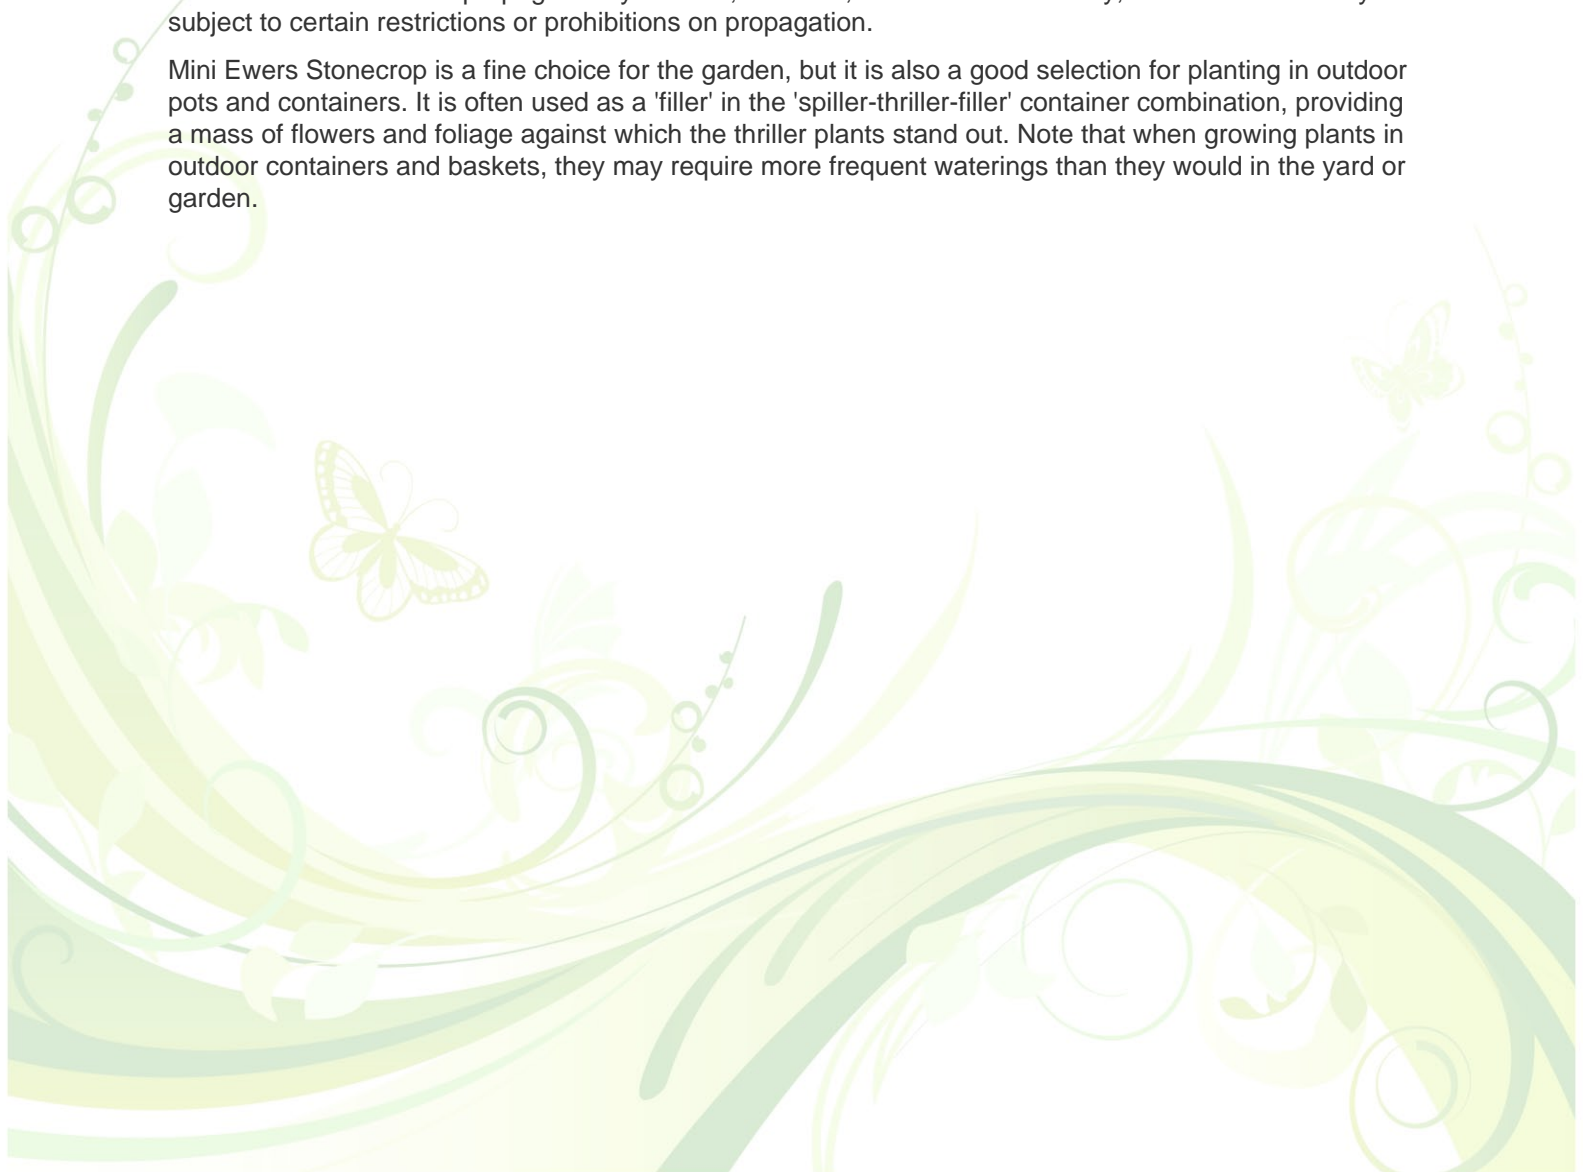 subject to certain restrictions or prohibitions on propagation.
Mini Ewers Stonecrop is a fine choice for the garden, but it is also a good selection for planting in outdoor
pots and containers. It is often used as a 'filler' in the 'spiller-thriller-filler' container combination, providing
a mass of flowers and foliage against which the thriller plants stand out. Note that when growing plants in
outdoor containers and baskets, they may require more frequent waterings than they would in the yard or
garden.